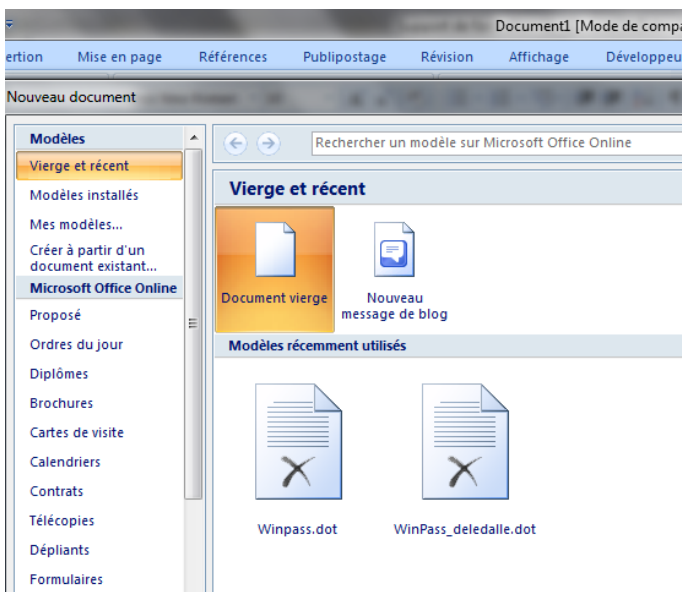 Document1 [Mode de compa
ertion Mise en page Références Publipostage Révision Affichage Développeu
Nouveau document
Modèles
Vierge et récent
Modèles installés
Mes modèles...
Créer à partir d'un
document existant...
Microsoft Office Online
Proposé
Ordres du jour
Diplômes
Brochures
Cartes de visite
Calendriers
Contrats
Télécopies
Dépliants
Formulaires
Rechercher un modèle sur Microsoft Office Online
Vierge et récent
Document vierge
Nouveau
message de blog
Modèles récemment utilisés
Winpass.dot
WinPass_deledalle.dot